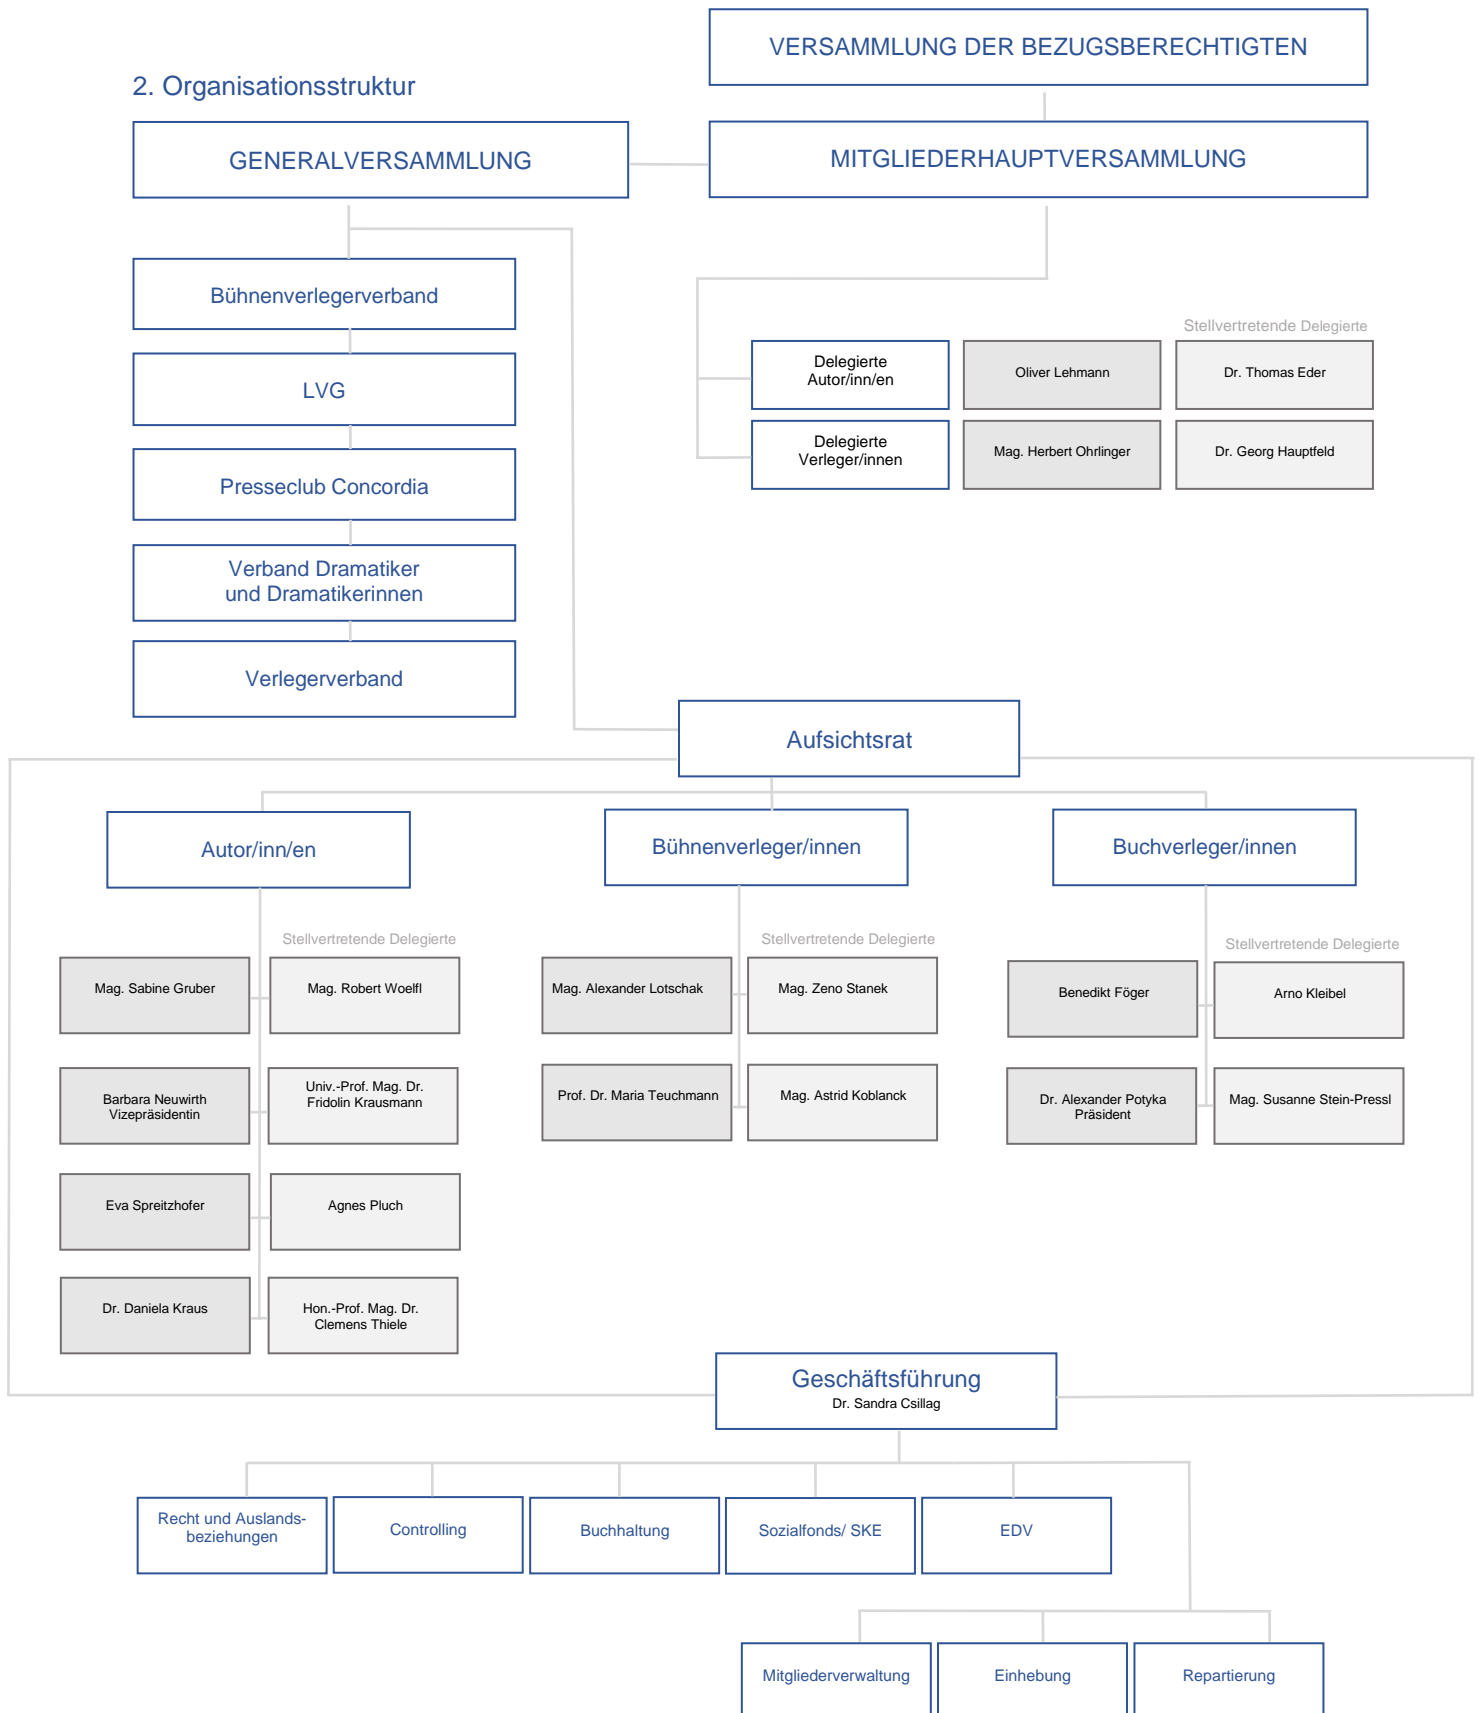 VERSAMMLUNG DER BEZUGSBERECHTIGTEN
2. Organisationsstruktur
GENERALVERSAMMLUNG
MITGLIEDERHAUPTVERSAMMLUNG
Bühnenverlegerverband
LVG
Presseclub Concordia
Verband Dramatiker
und Dramatikerinnen
Verlegerverband
Stellvertretende Delegierte
Delegierte
Autor/inn/en
Oliver Lehmann
Dr. Thomas Eder
Delegierte
Verleger/innen
Mag. Herbert Ohrlinger
Dr. Georg Hauptfeld
Aufsichtsrat
Autor/inn/en
Stellvertretende Delegierte
Mag. Sabine Gruber
Mag. Robert Woelfl
Barbara Neuwirth
Vizepräsidentin
Univ.-Prof. Mag. Dr.
Fridolin Krausmann
Eva Spreitzhofer
Agnes Pluch
Dr. Daniela Kraus
Hon.-Prof. Mag. Dr.
Clemens Thiele
Bühnenverleger/innen
Stellvertretende Delegierte
Mag. Alexander Lotschak
Mag. Zeno Stanek
Prof. Dr. Maria Teuchmann
Mag. Astrid Koblanck
Buchverleger/innen
Stellvertretende Delegierte
Benedikt Föger
Arno Kleibel
Dr. Alexander Potyka
Präsident
Mag. Susanne Stein-Pressl
Geschäftsführung
Dr. Sandra Csillag
Recht und Auslands-
beziehungen
Controlling
Buchhaltung
Sozialfonds/ SKE
EDV
Mitgliederverwaltung
Einhebung
Repartierung